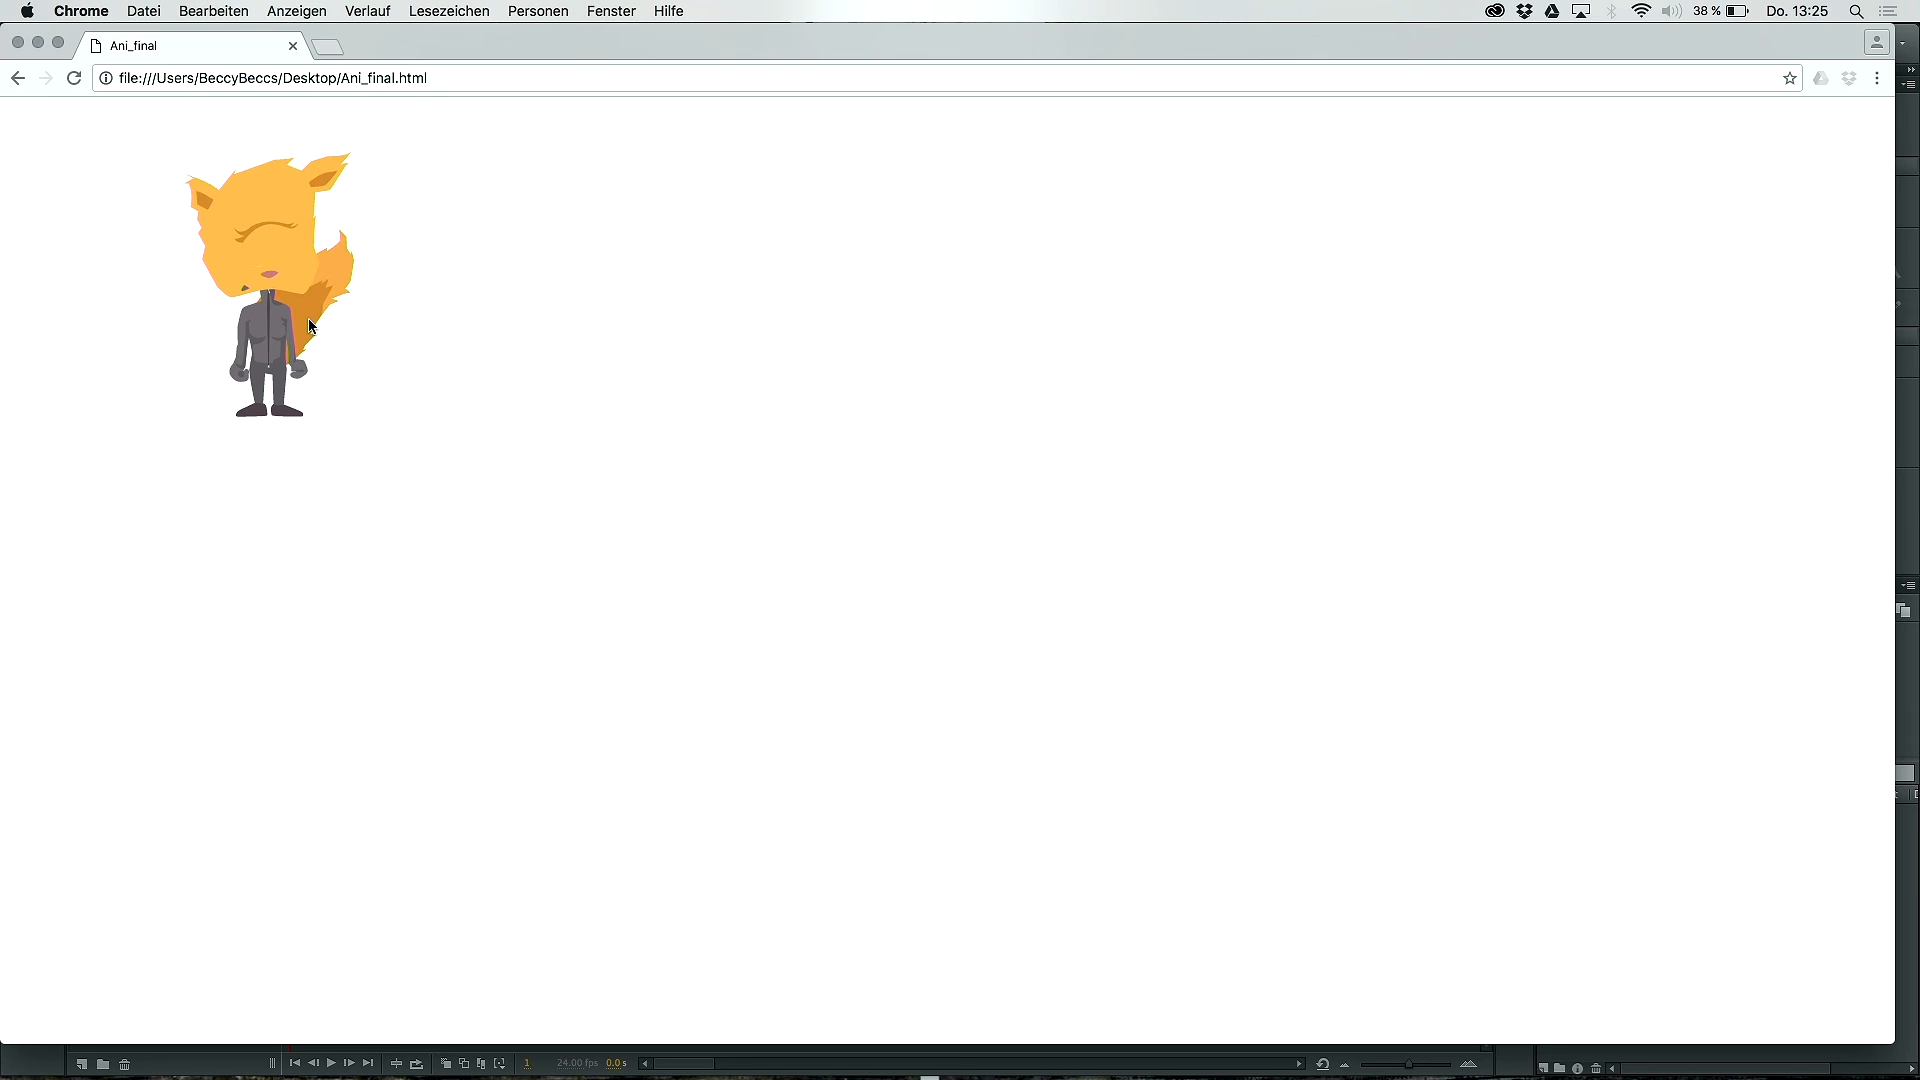 Chrome Datei Bearbeiten Anzeigen Verlauf Lesezeichen Personen Fenster Hilfe 38 % Do. 13:25
Ani_final
file:///Users/BeccyBeccs/Desktop/Ani_final.html
1 24.00 fps 0.0 s